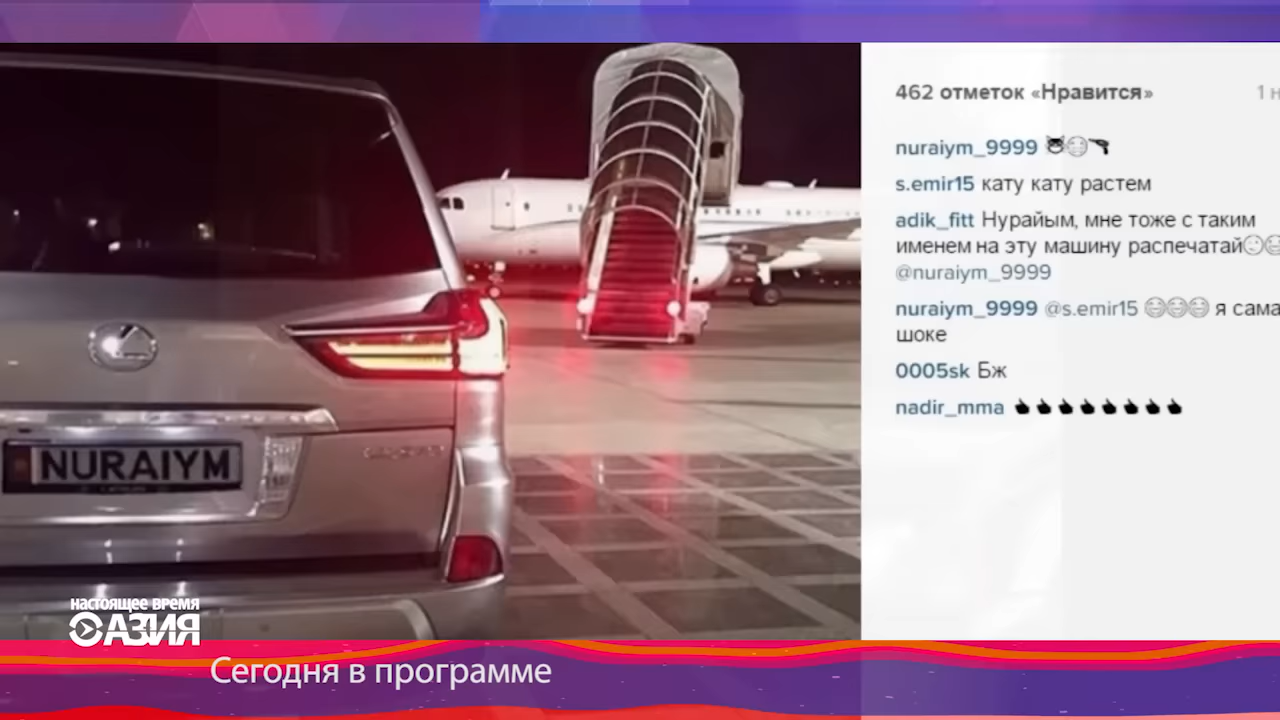 462 отметок «Нравится»
nuraiym_9999
s.emir15 кату кату растем
adik_fitt Нурайым, мне тоже с таким
именем на эту машину распечатай
@nuraiym_9999
nuraiym_9999 @s.emir15 я сама
шоке
0005sk Бж
nadir_mma
NURAIYM
настоящее время
АЗИЯ
Сегодня в программе